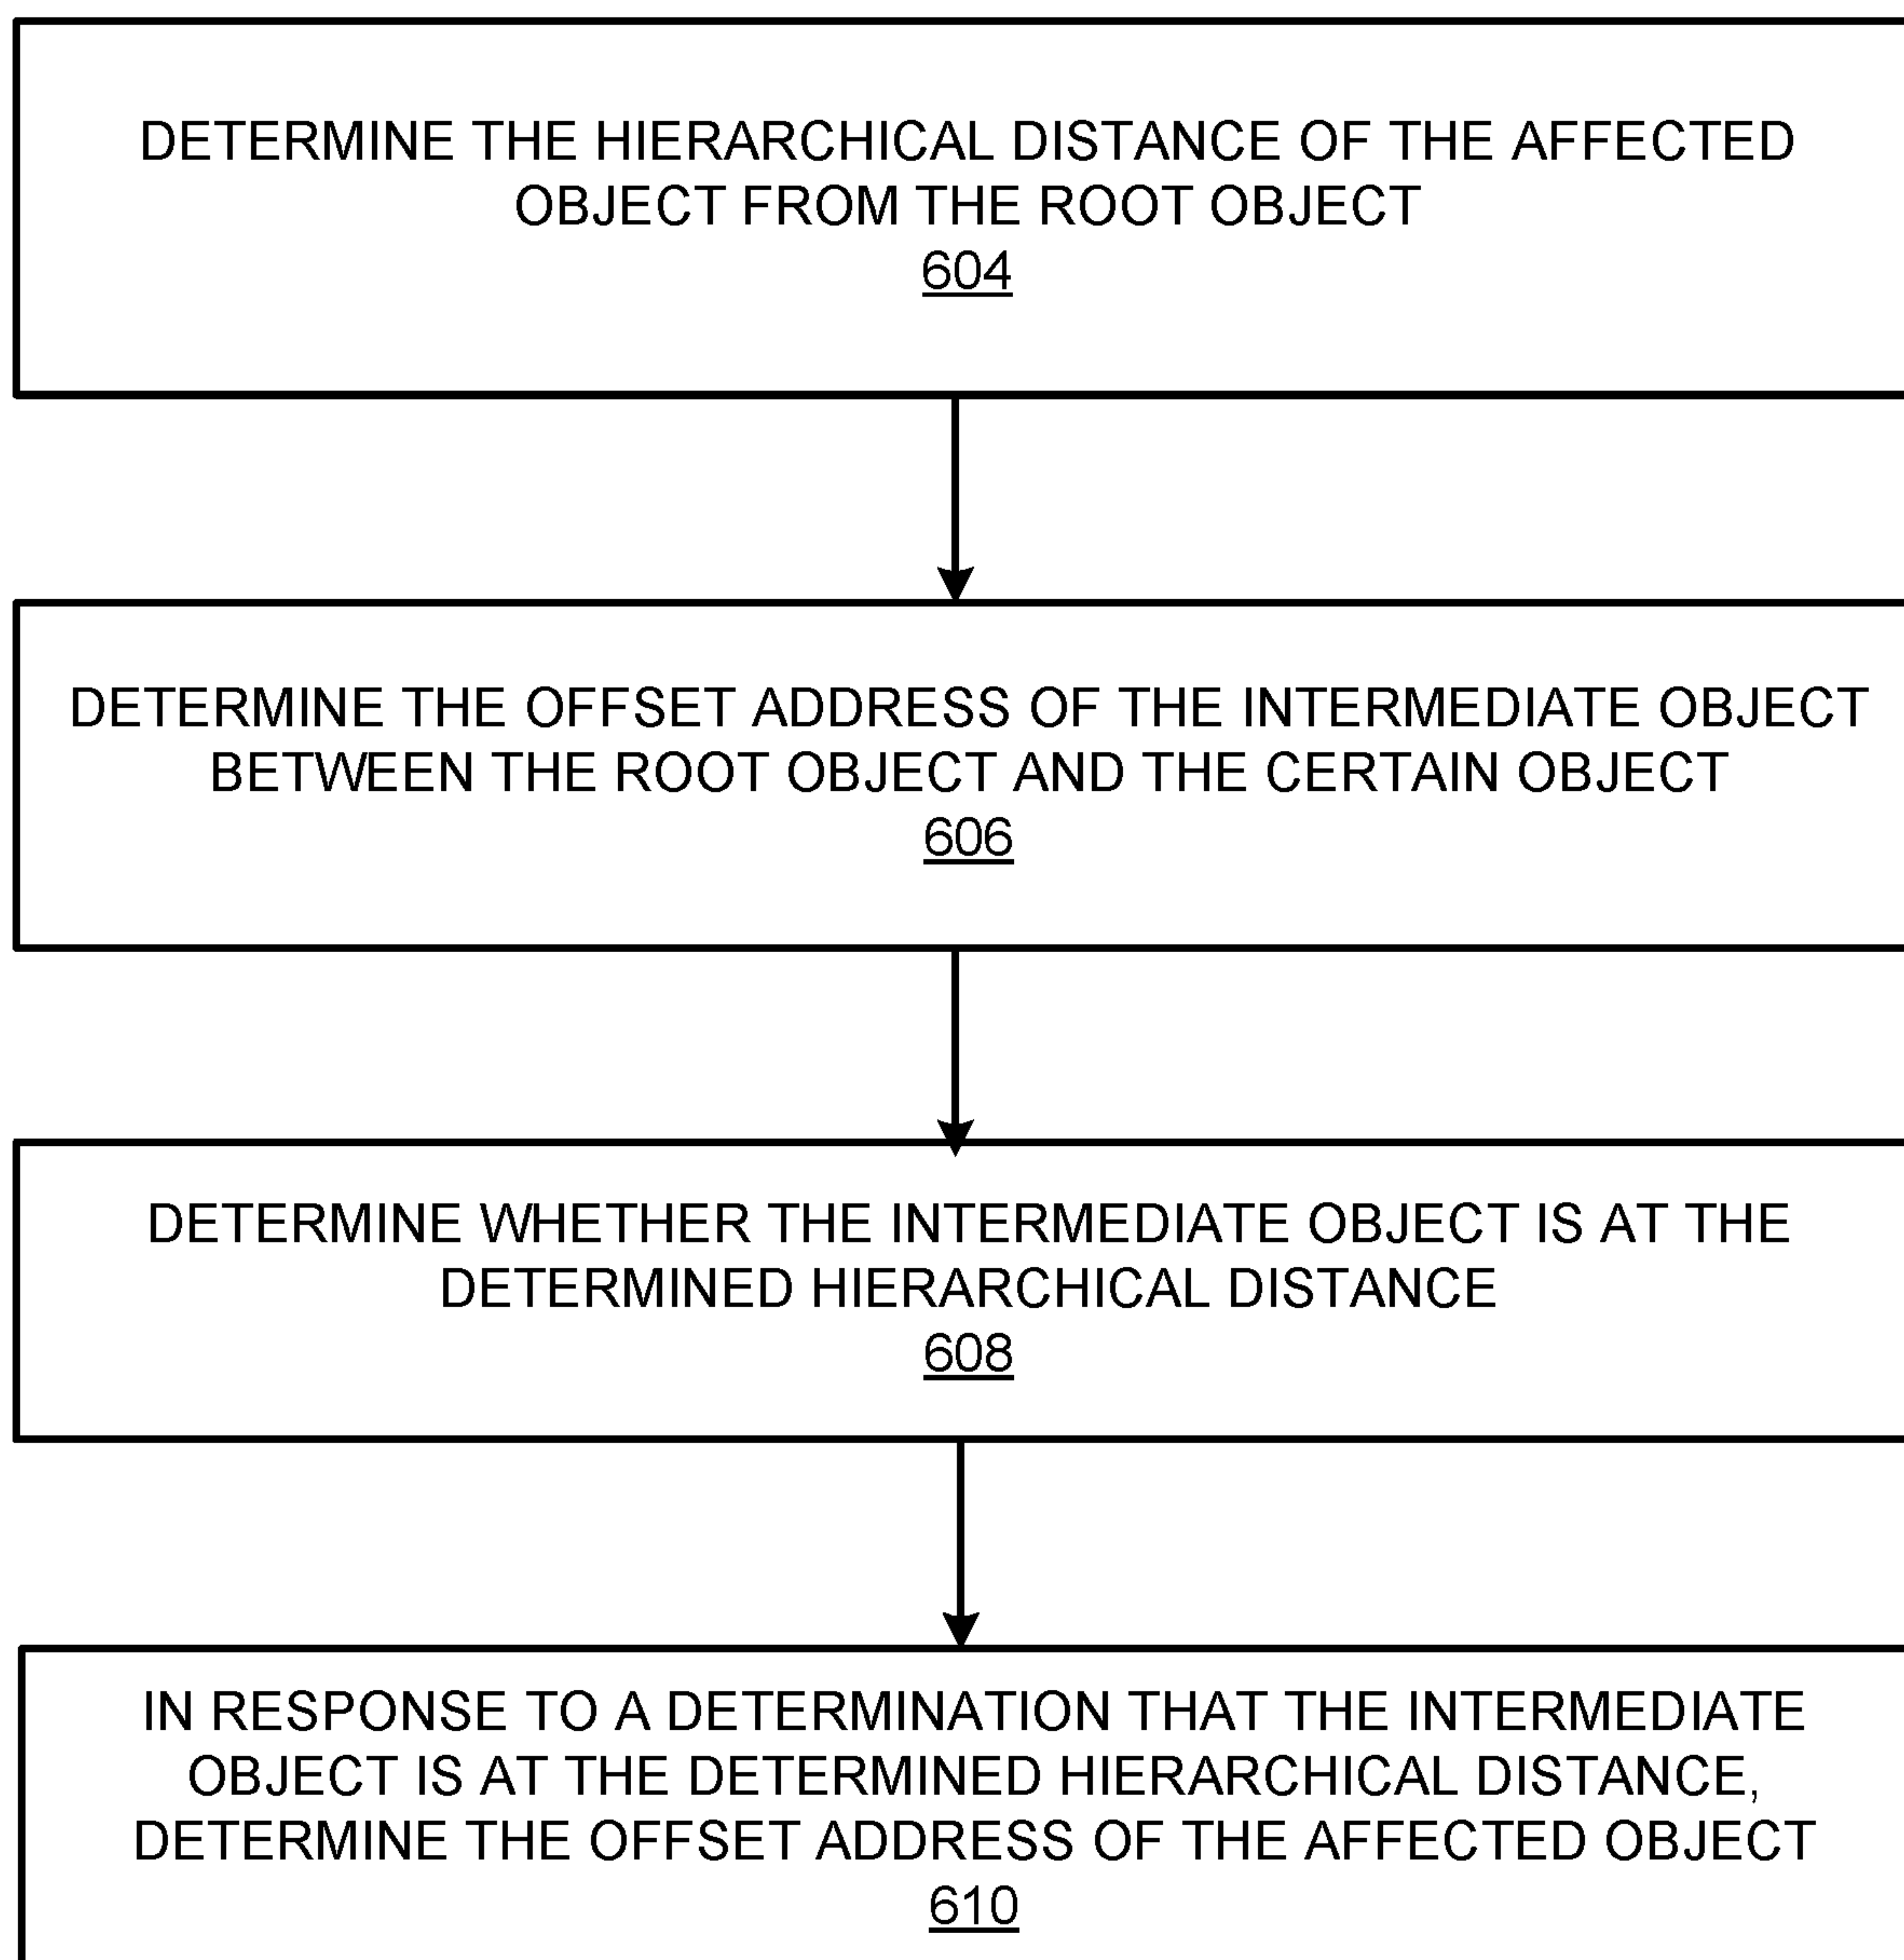 DETERMINE THE HIERARCHICAL DISTANCE OF THE AFFECTED
OBJECT FROM THE ROOT OBJECT
604
DETERMINE THE OFFSET ADDRESS OF THE INTERMEDIATE OBJECT
BETWEEN THE ROOT OBJECT AND THE CERTAIN OBJECT
606
DETERMINE WHETHER THE INTERMEDIATE OBJECT IS AT THE
DETERMINED HIERARCHICAL DISTANCE
608
IN RESPONSE TO A DETERMINATION THAT THE INTERMEDIATE
OBJECT IS AT THE DETERMINED HIERARCHICAL DISTANCE,
DETERMINE THE OFFSET ADDRESS OF THE AFFECTED OBJECT
610